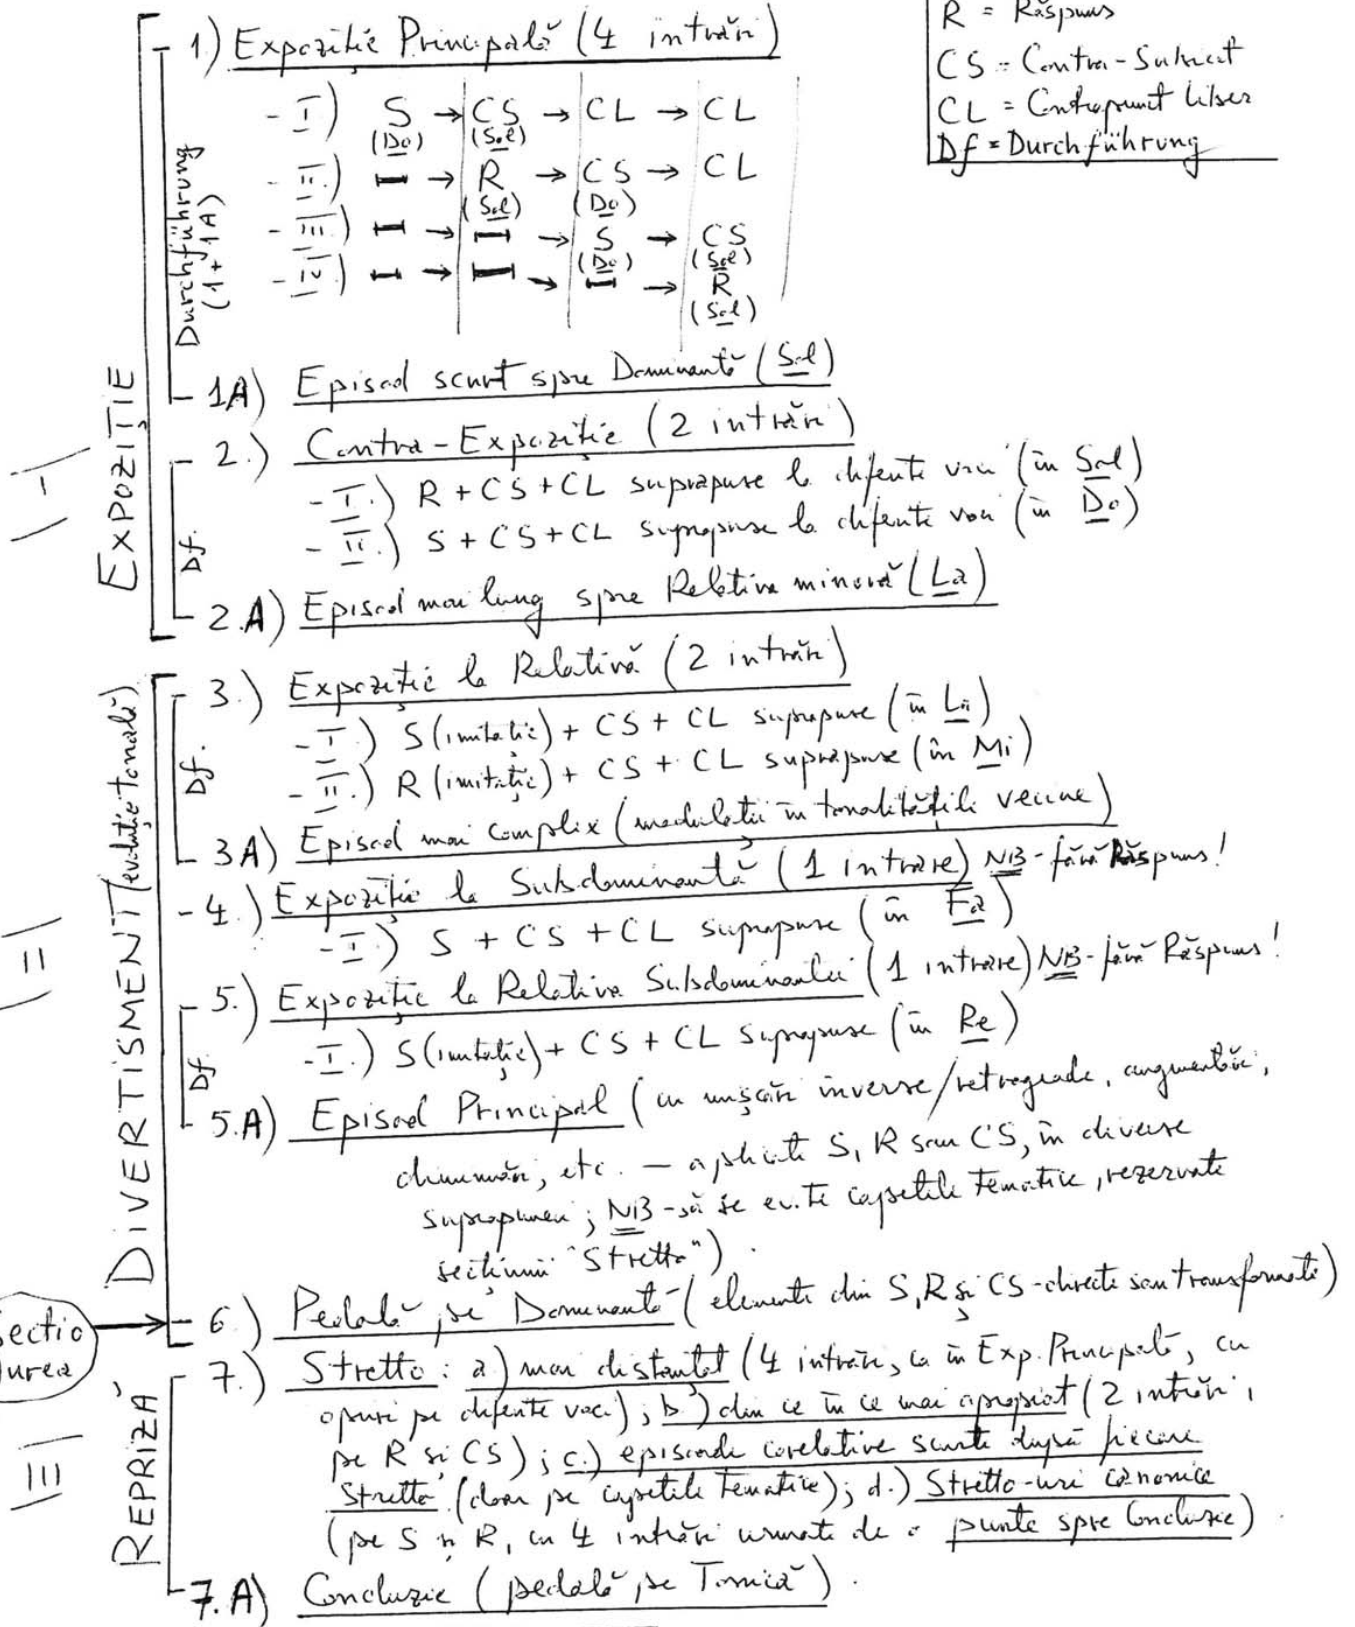 R = Răspuns
CS = Contra-Subiect
CL = Contrapunct liber
Df = Durchführung
1.) Expoziție Principală (4 intrări)
- I) S → CS → CL → CL
(Do) (Sol)
- II) → R → CS → CL
(Sol) (Do)
- III) → → S → CS
(Do) (Sol)
- IV) → → → R
(Sol)
Durchführung
(1+1A)
1A) Episod scurt spre Dominantă (Sol)
2.) Contra-Expoziție (2 intrări)
- I.) R + CS + CL suprapuse la diferite voci (în Sol)
- II.) S + CS + CL suprapuse la diferite voci (în Do)
2.A) Episod mai lung spre Relativa minoră (La)
Df.
EXPOZIȚIE
I
3.) Expoziție la Relativă (2 intrări)
- I.) S (imitație) + CS + CL suprapuse (în La)
- II.) R (imitație) + CS + CL suprapuse (în Mi)
3A) Episod mai complex (modulații în tonalitățile vecine)
Df.
- 4.) Expoziție la Subdominantă (1 intrare) NB - fără Răspuns!
- I.) S + CS + CL suprapuse (în Fa)
5.) Expoziție la Relativa Subdominantei (1 intrare) NB - fără Răspuns!
- I.) S (imitație) + CS + CL suprapuse (în Re)
5.A) Episod Principal (cu mișcări inverse/retrograde, augmentări,
diminuări, etc. — aplicate S, R sau CS, în diverse
suprapuneri; NB - să se evite capetele tematice, rezervate
secțiunii "Stretto").
Df.
6.) Pedală pe Dominantă (elemente din S, R și CS - directe sau transformate)
DIVERTISMENT (evoluție tonală)
II
7.) Stretto: a.) mai distanțat (4 intrări, ca în Exp. Principală, cu
opuri pe diferite voci); b.) din ce în ce mai apropiat (2 intrări,
pe R și CS); c.) episoade corelative scurte după fiecare
Stretto (doar pe capetele tematice); d.) Stretto-uri canonice
(pe S și R, cu 4 intrări urmate de o punte spre Concluzie).
7.A) Concluzie (pedală pe Tonică).
REPRIZĂ
III